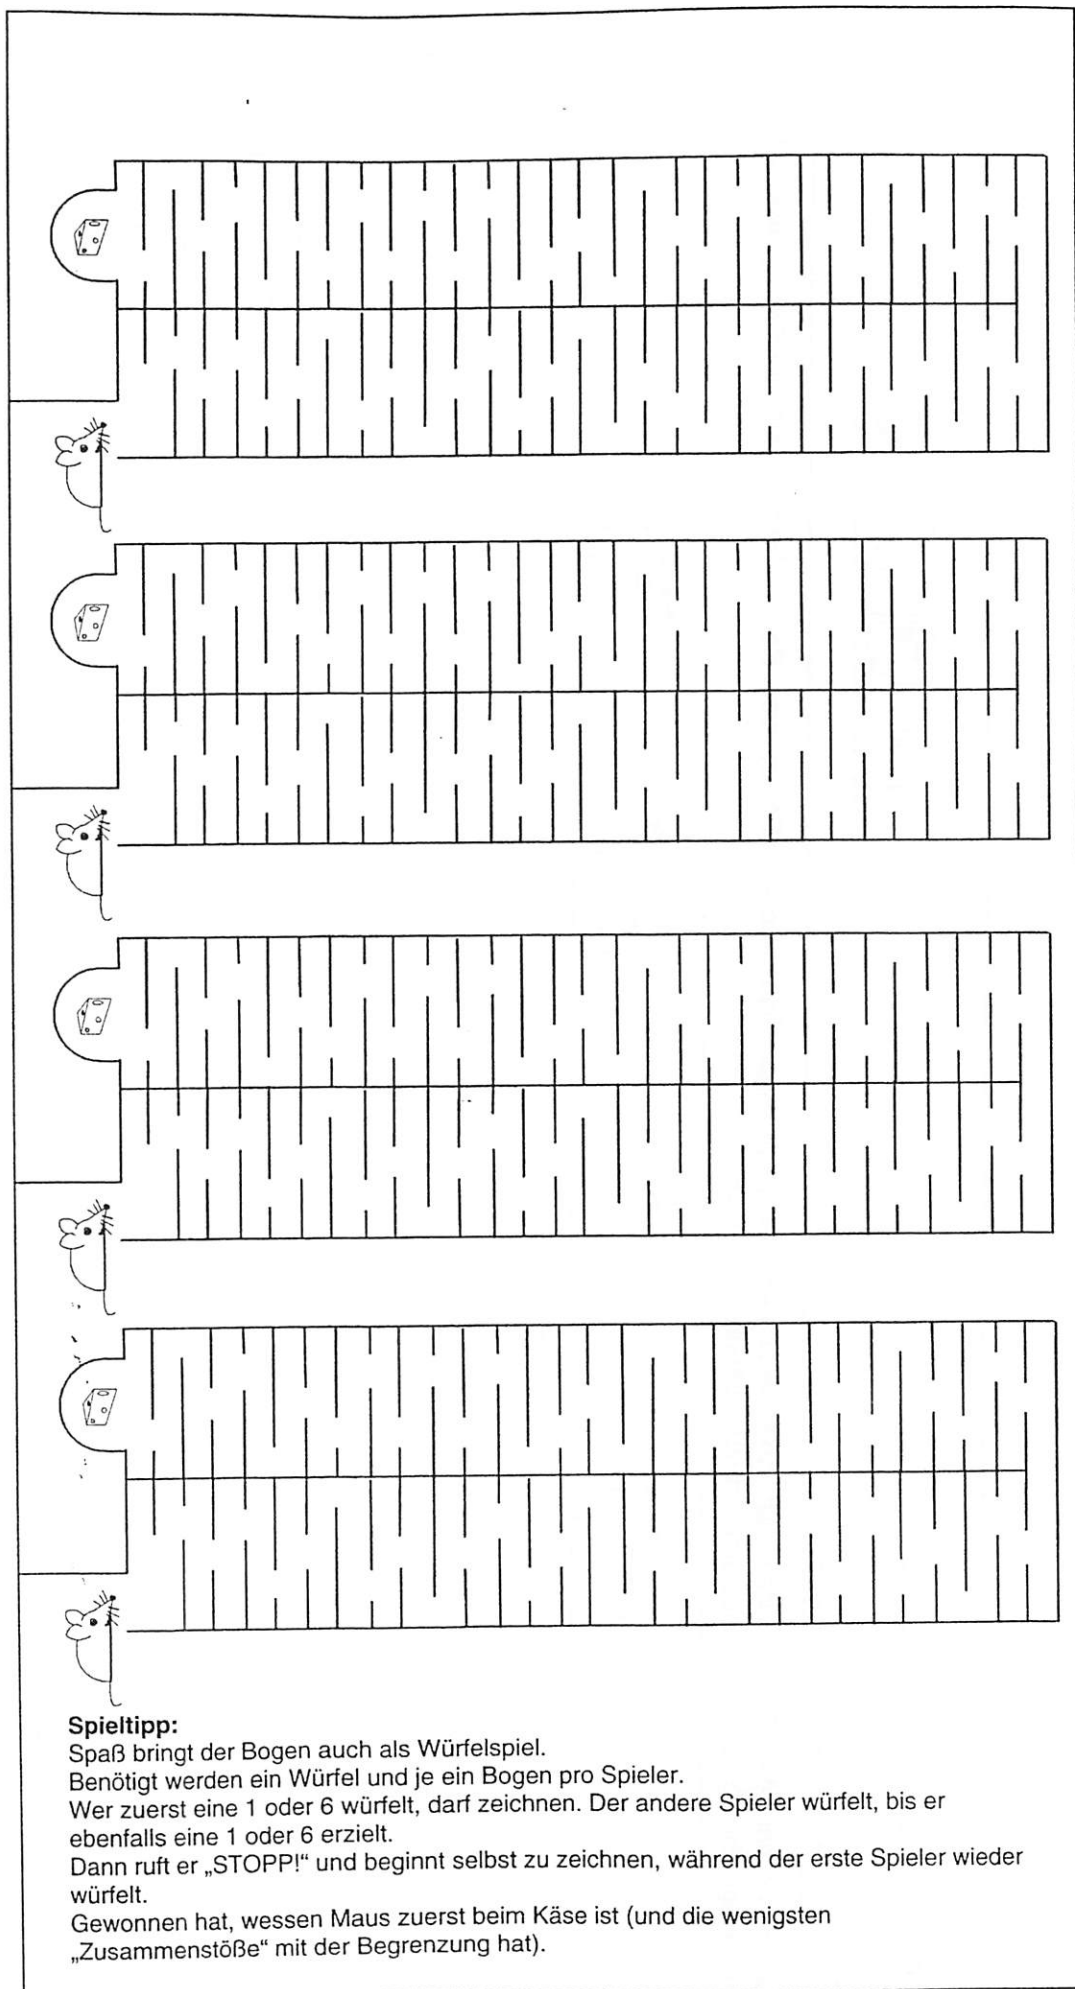 Spieltipp:
Spaß bringt der Bogen auch als Würfelspiel.
Benötigt werden ein Würfel und je ein Bogen pro Spieler.
Wer zuerst eine 1 oder 6 würfelt, darf zeichnen. Der andere Spieler würfelt, bis er
ebenfalls eine 1 oder 6 erzielt.
Dann ruft er „STOPP!“ und beginnt selbst zu zeichnen, während der erste Spieler wieder
würfelt.
Gewonnen hat, wessen Maus zuerst beim Käse ist (und die wenigsten
„Zusammenstöße“ mit der Begrenzung hat).